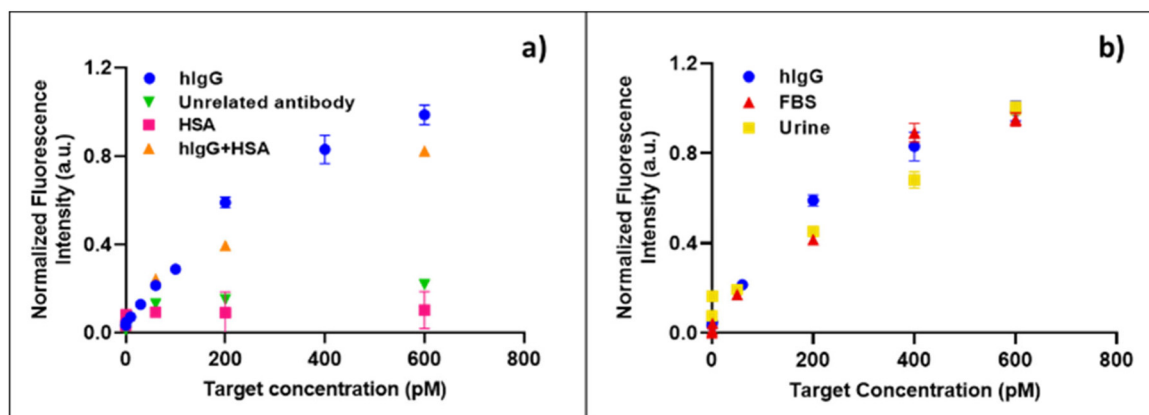 a)
1.2
0.8
0.4
0.0
Normalized Fluorescence
Intensity (a.u.)
hIgG
Unrelated antibody
HSA
hIgG+HSA
0 200 400 600 800
Target concentration (pM)
b)
1.2
0.8
0.4
0.0
Normalized Fluorescence
Intensity (a.u.)
hIgG
FBS
Urine
0 200 400 600 800
Target Concentration (pM)